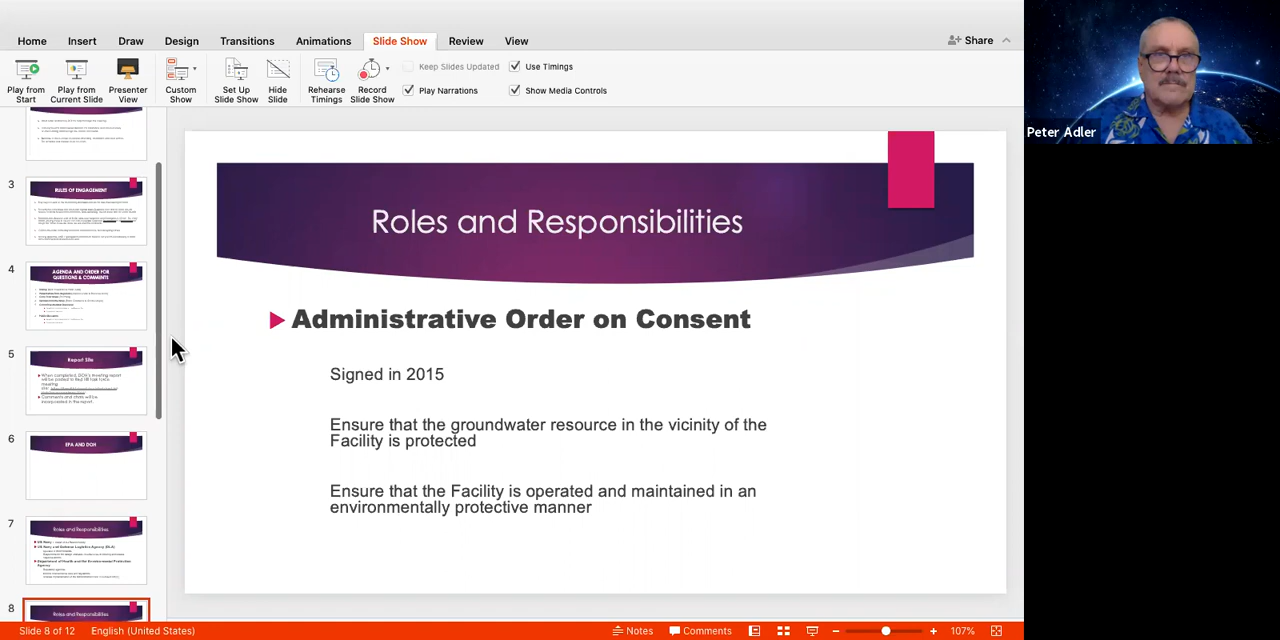 Home Insert Draw Design Transitions Animations Slide Show Review View Share
Play from Start
Play from Current Slide
Presenter View
Custom Show
Set Up Slide Show
Hide Slide
Rehearse Timings
Record Slide Show
Keep Slides Updated
Use Timings
Play Narrations
Show Media Controls
Peter Adler
3
RULES OF ENGAGEMENT
4
AGENDA AND ORDER FOR
QUESTIONS & COMMENTS
5
Report Site
6
EPA AND DOH
7
Roles and Responsibilities
8
Roles and Responsibilities
Roles and Responsibilities
Administrative Order on Consent
Signed in 2015
Ensure that the groundwater resource in the vicinity of the
Facility is protected
Ensure that the Facility is operated and maintained in an
environmentally protective manner
Slide 8 of 12 English (United States) Notes Comments 107%